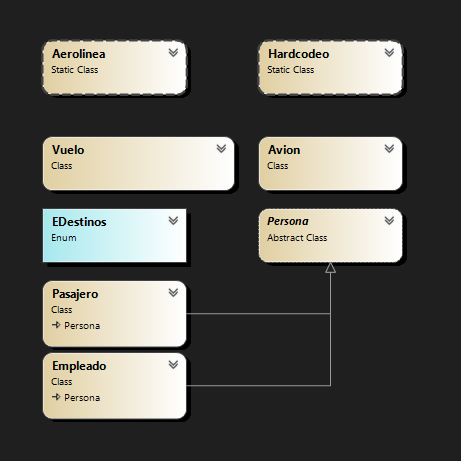 Aerolinea
Static Class
Hardcodeo
Static Class
Vuelo
Class
Avion
Class
EDestinos
Enum
Persona
Abstract Class
Pasajero
Class
Persona
Empleado
Class
Persona